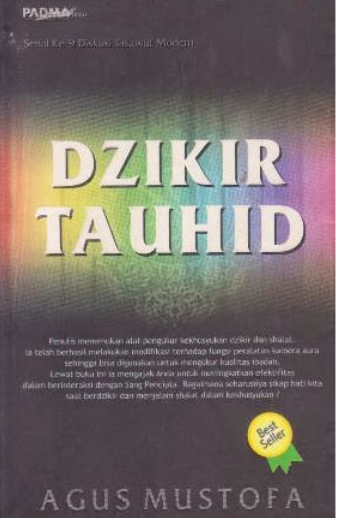 PADMA
Serial Ke-9 Diskusi Tasawuf Modern
DZIKIR
TAUHID
Penulis menemukan alat pengukur kekhusyukan dzikir dan shalat.
Ia telah berhasil melakukan modifikasi terhadap fungsi peralatan kamera aura
sehingga bisa digunakan untuk mengukur kualitas ibadah.
Lewat buku ini ia mengajak Anda untuk meningkatkan efektifitas
dalam berinteraksi dengan Sang Pencipta. Bagaimana seharusnya sikap hati kita
saat berdzikir dan menjalani shalat dalam kekhusyukan ?
Best
Seller
AGUS MUSTOFA